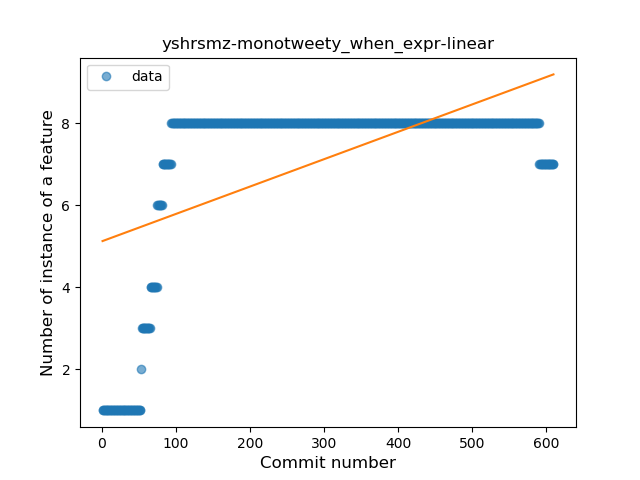 yshrsmz-monotweety_when_expr-linear
data
Number of instance of a feature
8
6
4
2
0
100
200
300
400
500
600
Commit number